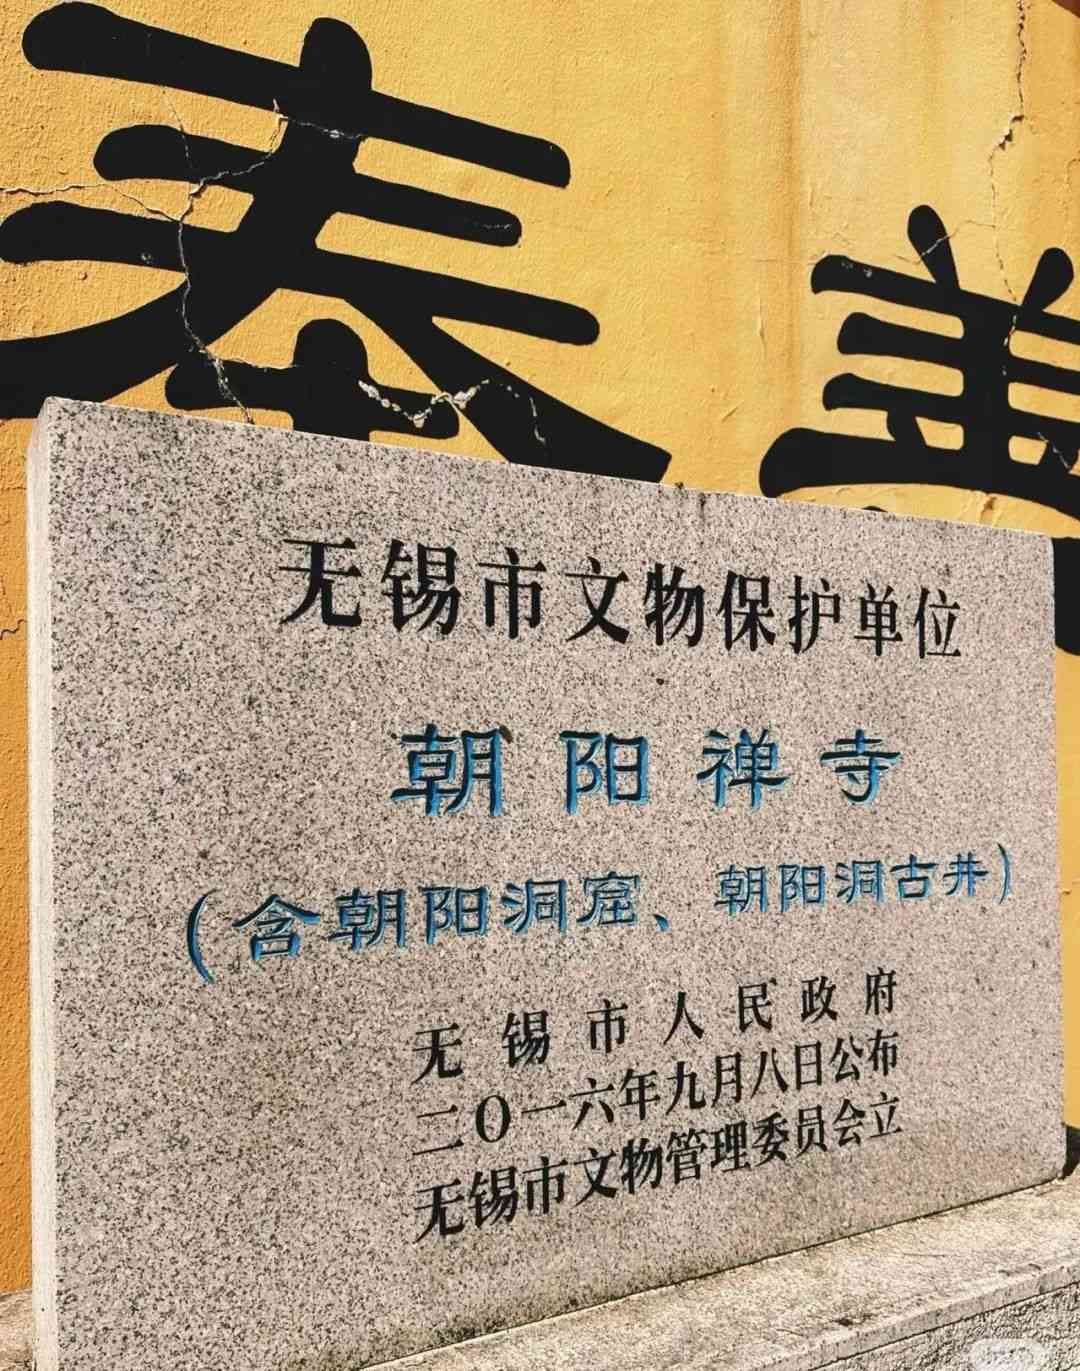 奉善
无锡市文物保护单位
朝阳禅寺
(含朝阳洞窟、朝阳洞古井)
无锡市人民政府
二〇一六年九月八日公布
无锡市文物管理委员会立